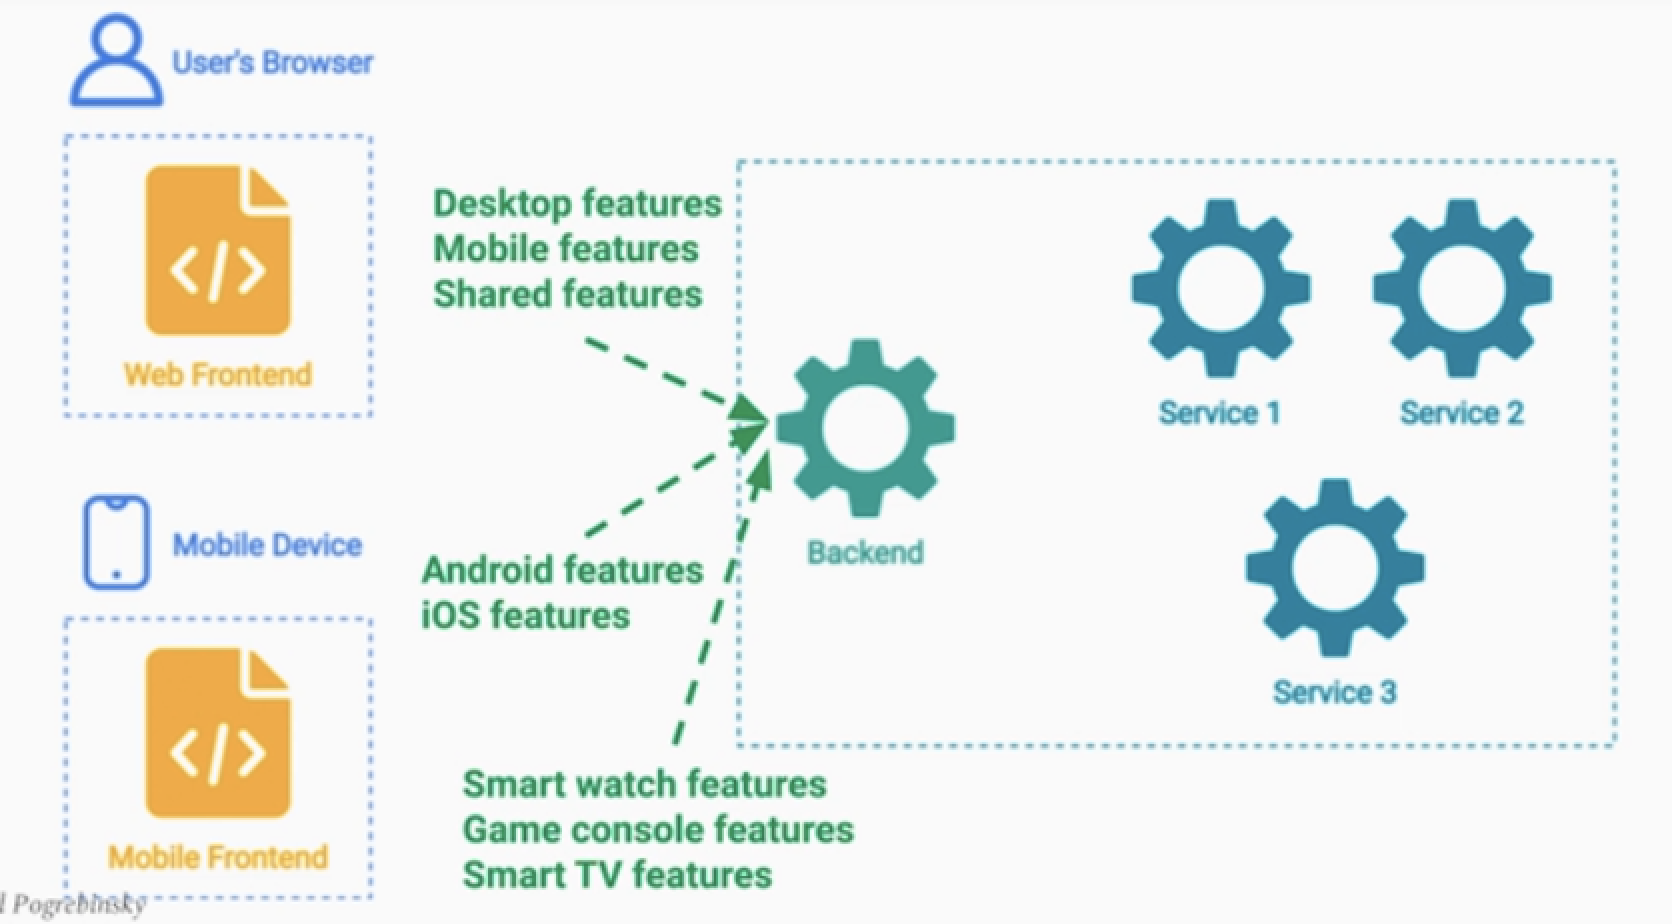 User's Browser
Web Frontend
Desktop features
Mobile features
Shared features
Service 1
Service 2
Backend
Mobile Device
Android features
iOS features
Service 3
Mobile Frontend
Smart watch features
Game console features
Smart TV features
l Pogrebinsky